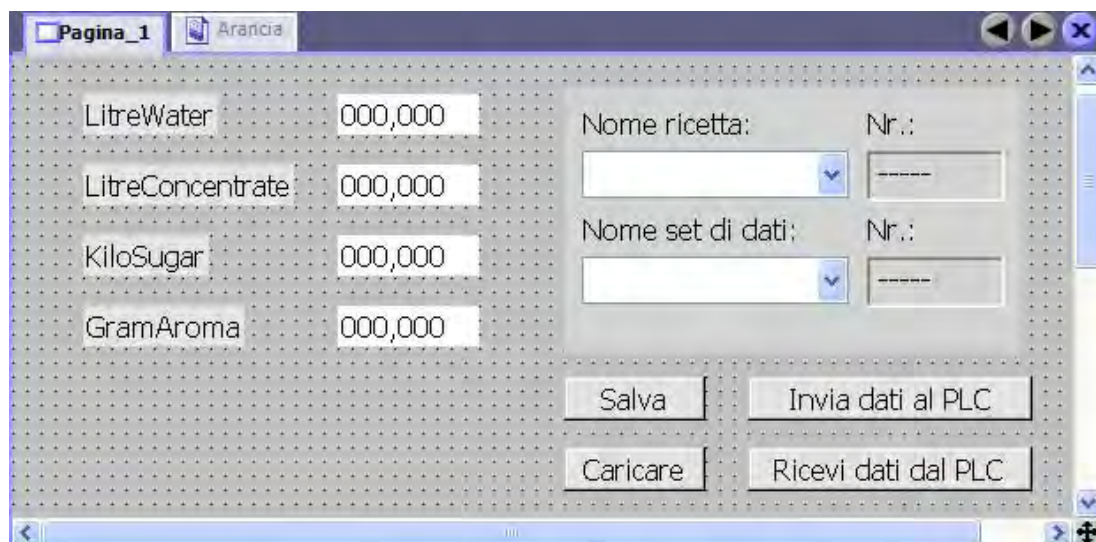 Pagina_1 Arancia
LitreWater 000,000
LitreConcentrate 000,000
KiloSugar 000,000
GramAroma 000,000
Nome ricetta: Nr.:
-----
Nome set di dati: Nr.:
-----
Salva Invia dati al PLC
Caricare Ricevi dati dal PLC